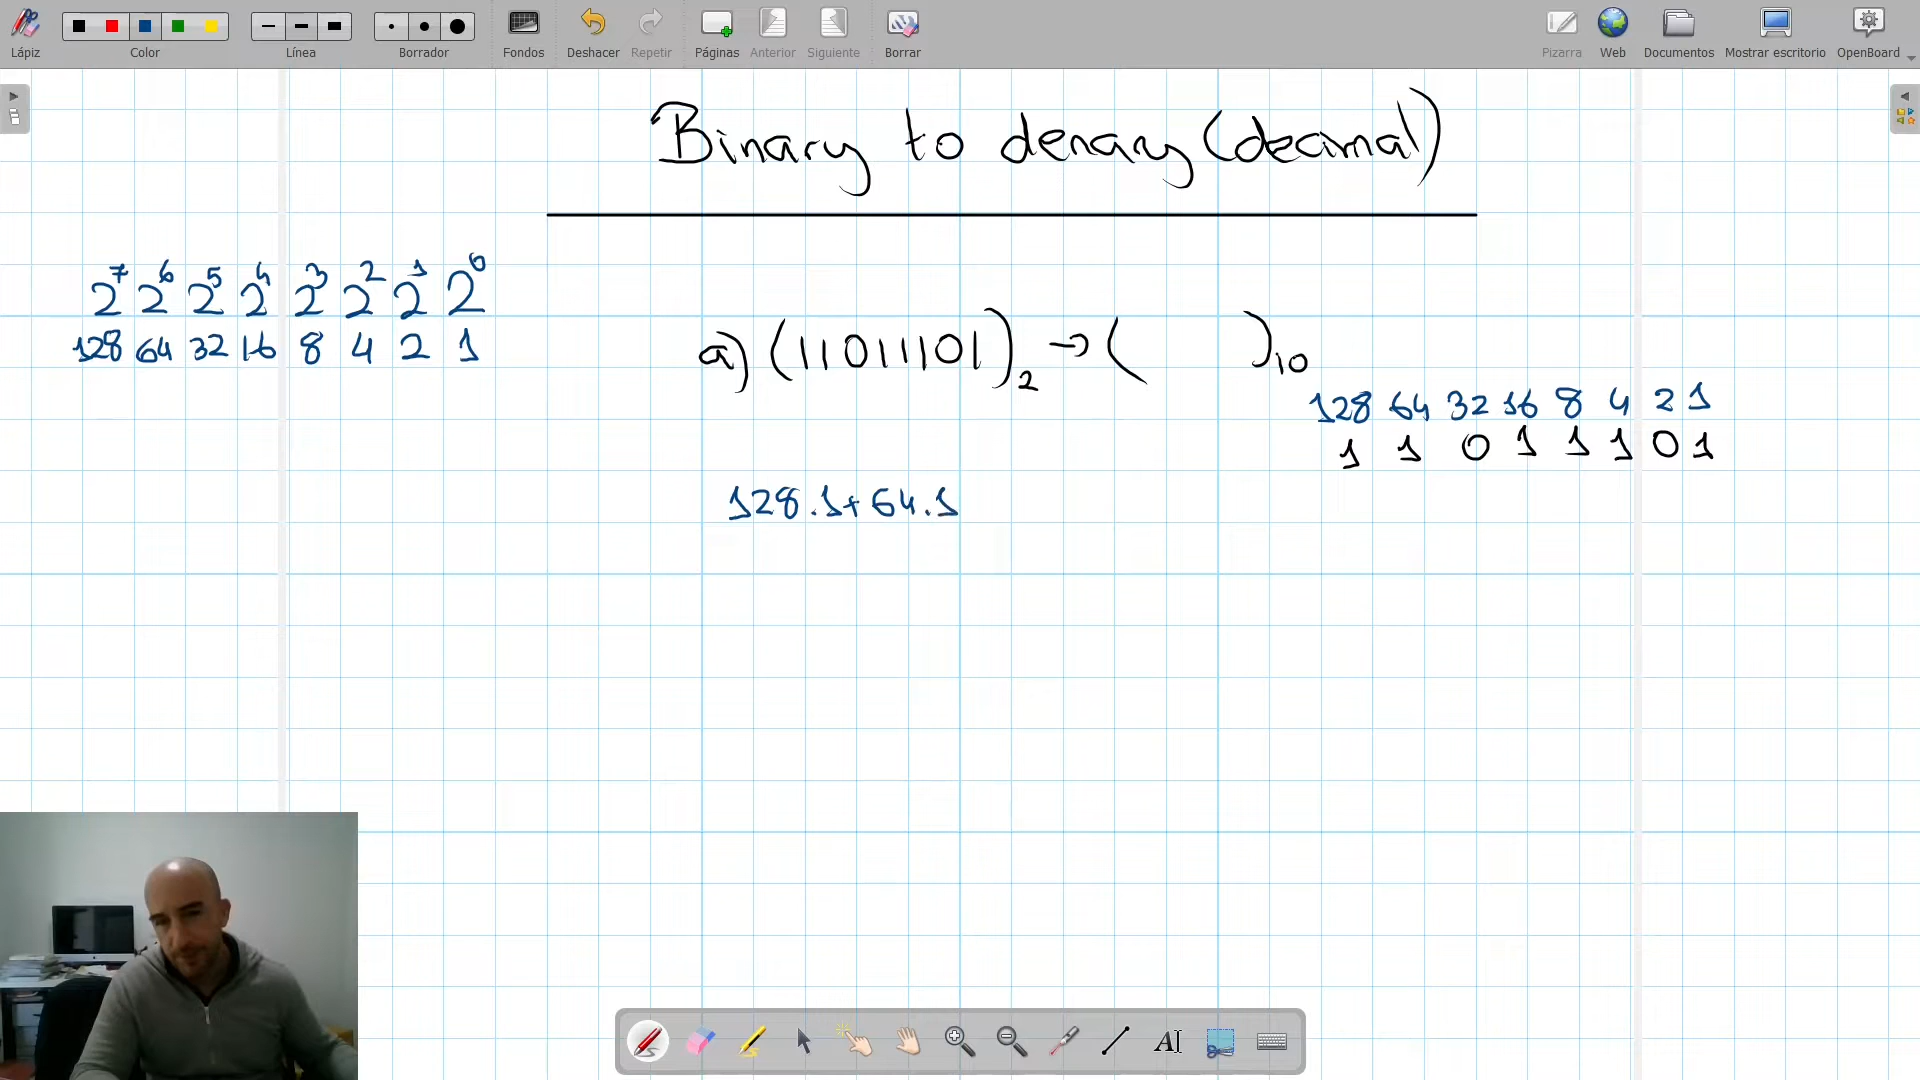 Lápiz Color Línea Borrador Fondos Deshacer Repetir Páginas Anterior Siguiente Borrar Pizarra Web Documentos Mostrar escritorio OpenBoard
Binary to denary (decimal)
2⁷ 2⁶ 2⁵ 2⁴ 2³ 2² 2¹ 2⁰
128 64 32 16 8 4 2 1
a) (11011101)₂ → ( )₁₀
128 64 32 16 8 4 2 1
1 1 0 1 1 1 0 1
128.1+64.1
AI